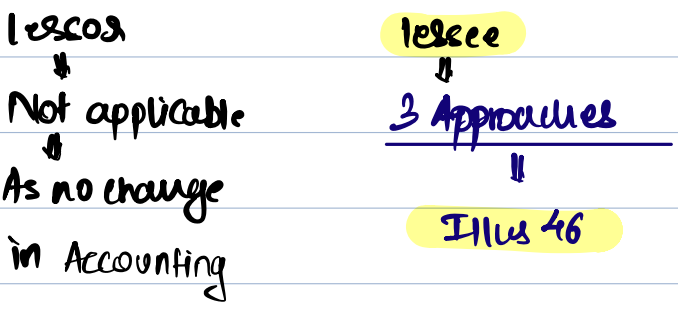 lessor
Not applicable
As no change
in Accounting
lessee
3 Approaches
Illus 46